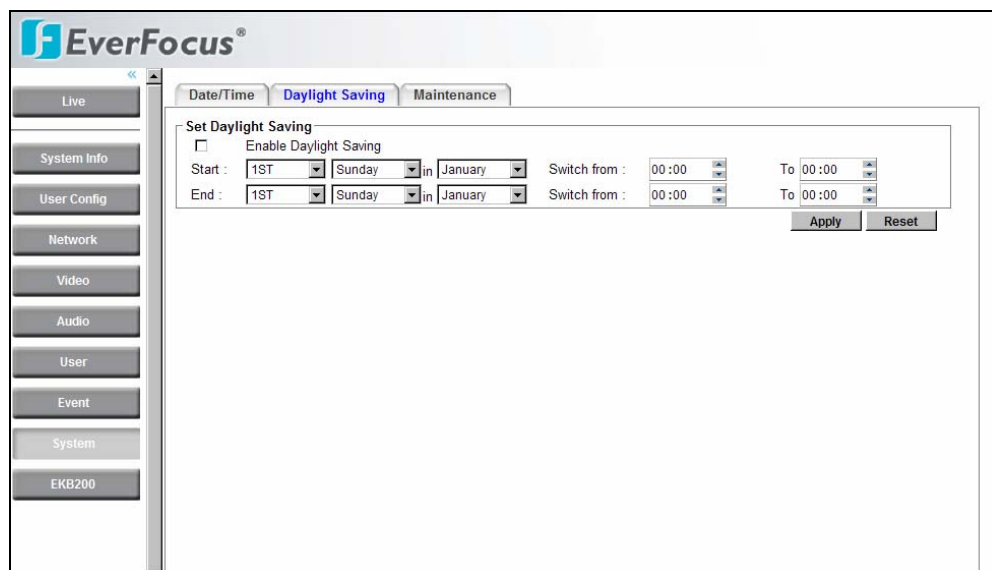 EverFocus®
«
Live
System Info
User Config
Network
Video
Audio
User
Event
System
EKB200
Date/Time Daylight Saving Maintenance
Set Daylight Saving
Enable Daylight Saving
Start : 1ST Sunday in January Switch from : 00:00 To 00:00
End : 1ST Sunday in January Switch from : 00:00 To 00:00
Apply Reset